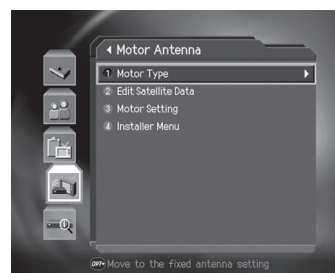 Motor Antenna
1 Motor Type
2 Edit Satellite Data
3 Motor Setting
4 Installer Menu
OPT+ Move to the fixed antenna setting